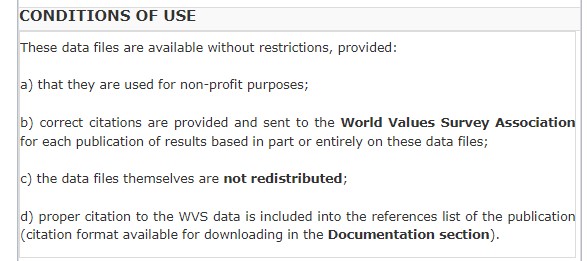 CONDITIONS OF USE
These data files are available without restrictions, provided:
a) that they are used for non-profit purposes;
b) correct citations are provided and sent to the World Values Survey Association
for each publication of results based in part or entirely on these data files;
c) the data files themselves are not redistributed;
d) proper citation to the WVS data is included into the references list of the publication
(citation format available for downloading in the Documentation section).